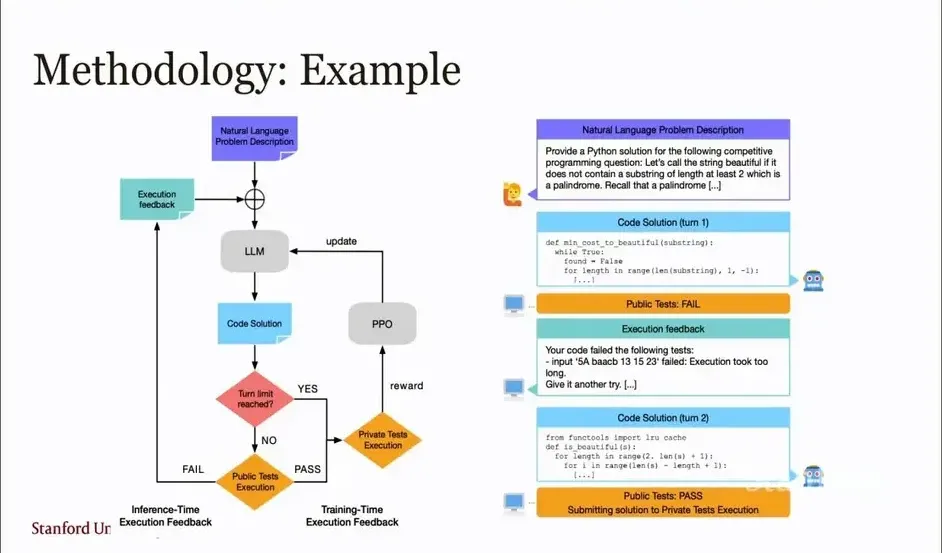 Methodology: Example
Natural Language
Problem Description
Execution
feedback
LLM
update
Code Solution
PPO
Turn limit
reached?
YES
reward
NO
Private Tests
Execution
FAIL
Public Tests
Execution
PASS
Inference-Time
Execution Feedback
Training-Time
Execution Feedback
Stanford Un
Natural Language Problem Description
Provide a Python solution for the following competitive
programming question: Let's call the string beautiful if it
does not contain a substring of length at least 2 which is
a palindrome. Recall that a palindrome [...]
Code Solution (turn 1)
def min_cost_to_beautiful(substring):
while True:
found = False
for length in range(len(substring), 1, -1):
[...]
Public Tests: FAIL
Execution feedback
Your code failed the following tests:
- input '5A baacb 13 15 23' failed: Execution took too
long.
Give it another try. [...]
Code Solution (turn 2)
from functools import lru cache
def is_beautiful(s):
for length in range(2. len(s) + 1):
for i in range(len(s) - length + 1):
[...]
Public Tests: PASS
Submitting solution to Private Tests Execution